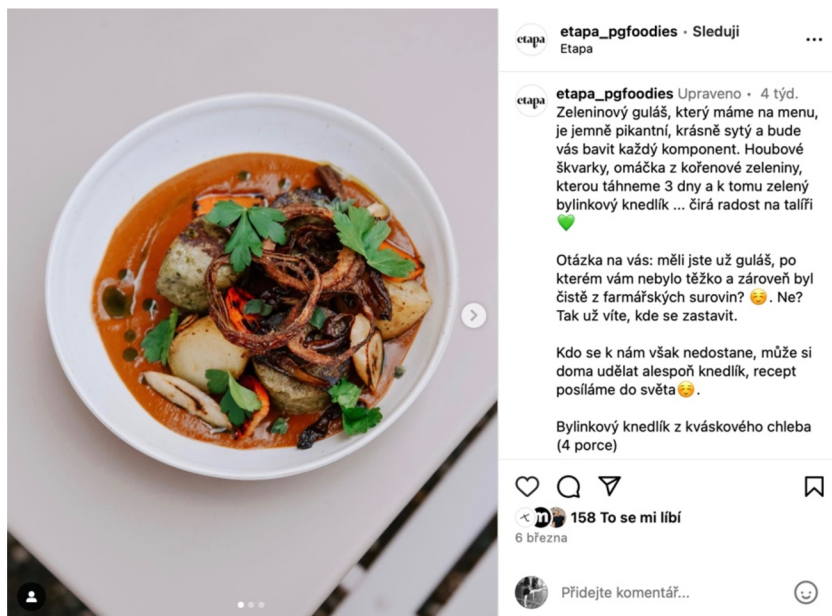 etapa
etapa_pgfoodies • Sleduji
Etapa
etapa
etapa_pgfoodies Upraveno • 4 týd.
Zeleninový guláš, který máme na menu,
je jemně pikantní, krásně sytý a bude
vás bavit každý komponent. Houbové
škvarky, omáčka z kořenové zeleniny,
kterou táhneme 3 dny a k tomu zelený
bylinkový knedlík ... čirá radost na talíři
💚
Otázka na vás: měli jste už guláš, po
kterém vám nebylo těžko a zároveň byl
čistě z farmářských surovin? ☺️. Ne?
Tak už víte, kde se zastavit.
Kdo se k nám však nedostane, může si
doma udělat alespoň knedlík, recept
posíláme do světa☺️.
Bylinkový knedlík z kváskového chleba
(4 porce)
158 To se mi líbí
6 března
Přidejte komentář...